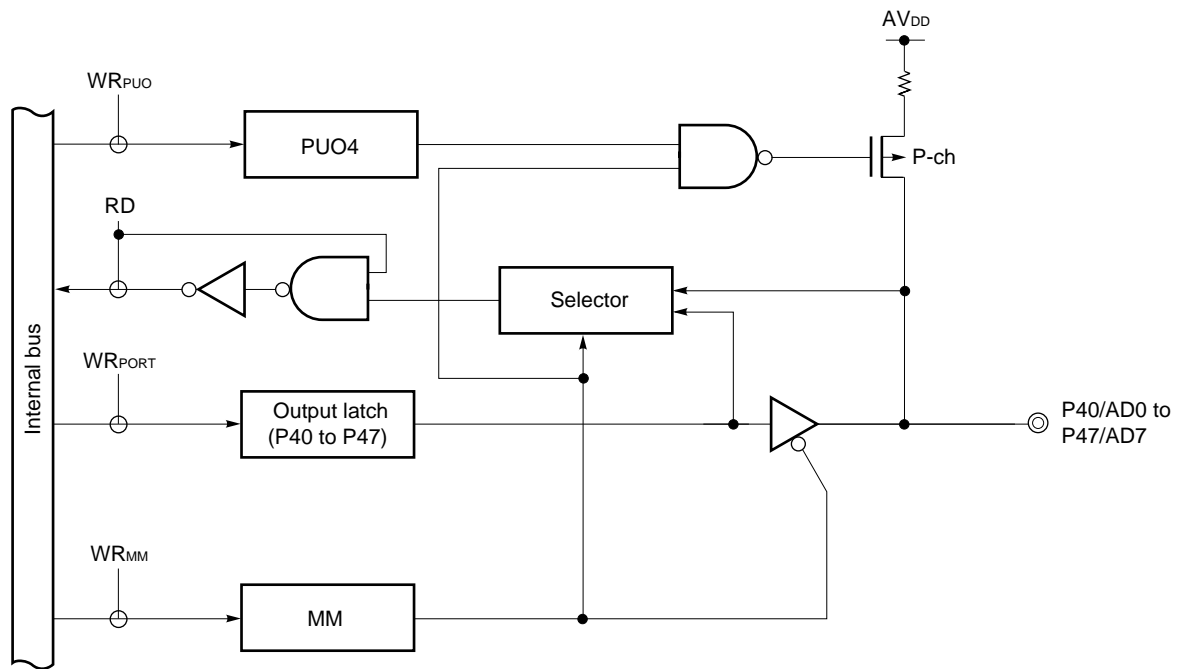 AVDD
WRPUO
PUO4
P-ch
RD
Selector
Internal bus
WRPORT
Output latch
(P40 to P47)
P40/AD0 to
P47/AD7
WRMM
MM